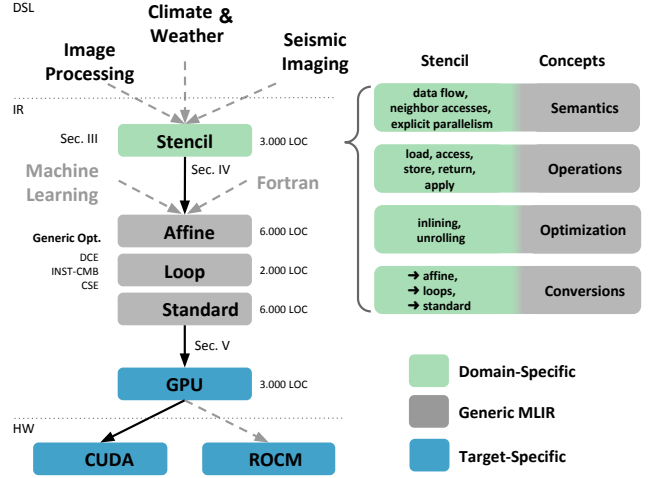 DSL
Climate &
Weather
Image
Processing
Seismic
Imaging
IR
Sec. III
Stencil
3.000 LOC
Sec. IV
Machine
Learning
Fortran
Generic Opt.
DCE
INST-CMB
CSE
Affine
6.000 LOC
Loop
2.000 LOC
Standard
6.000 LOC
Sec. V
GPU
3.000 LOC
HW
CUDA
ROCM
Stencil
Concepts
data flow,
neighbor accesses,
explicit parallelism
Semantics
load, access,
store, return,
apply
Operations
inlining,
unrolling
Optimization
➔ affine,
➔ loops,
➔ standard
Conversions
Domain-Specific
Generic MLIR
Target-Specific